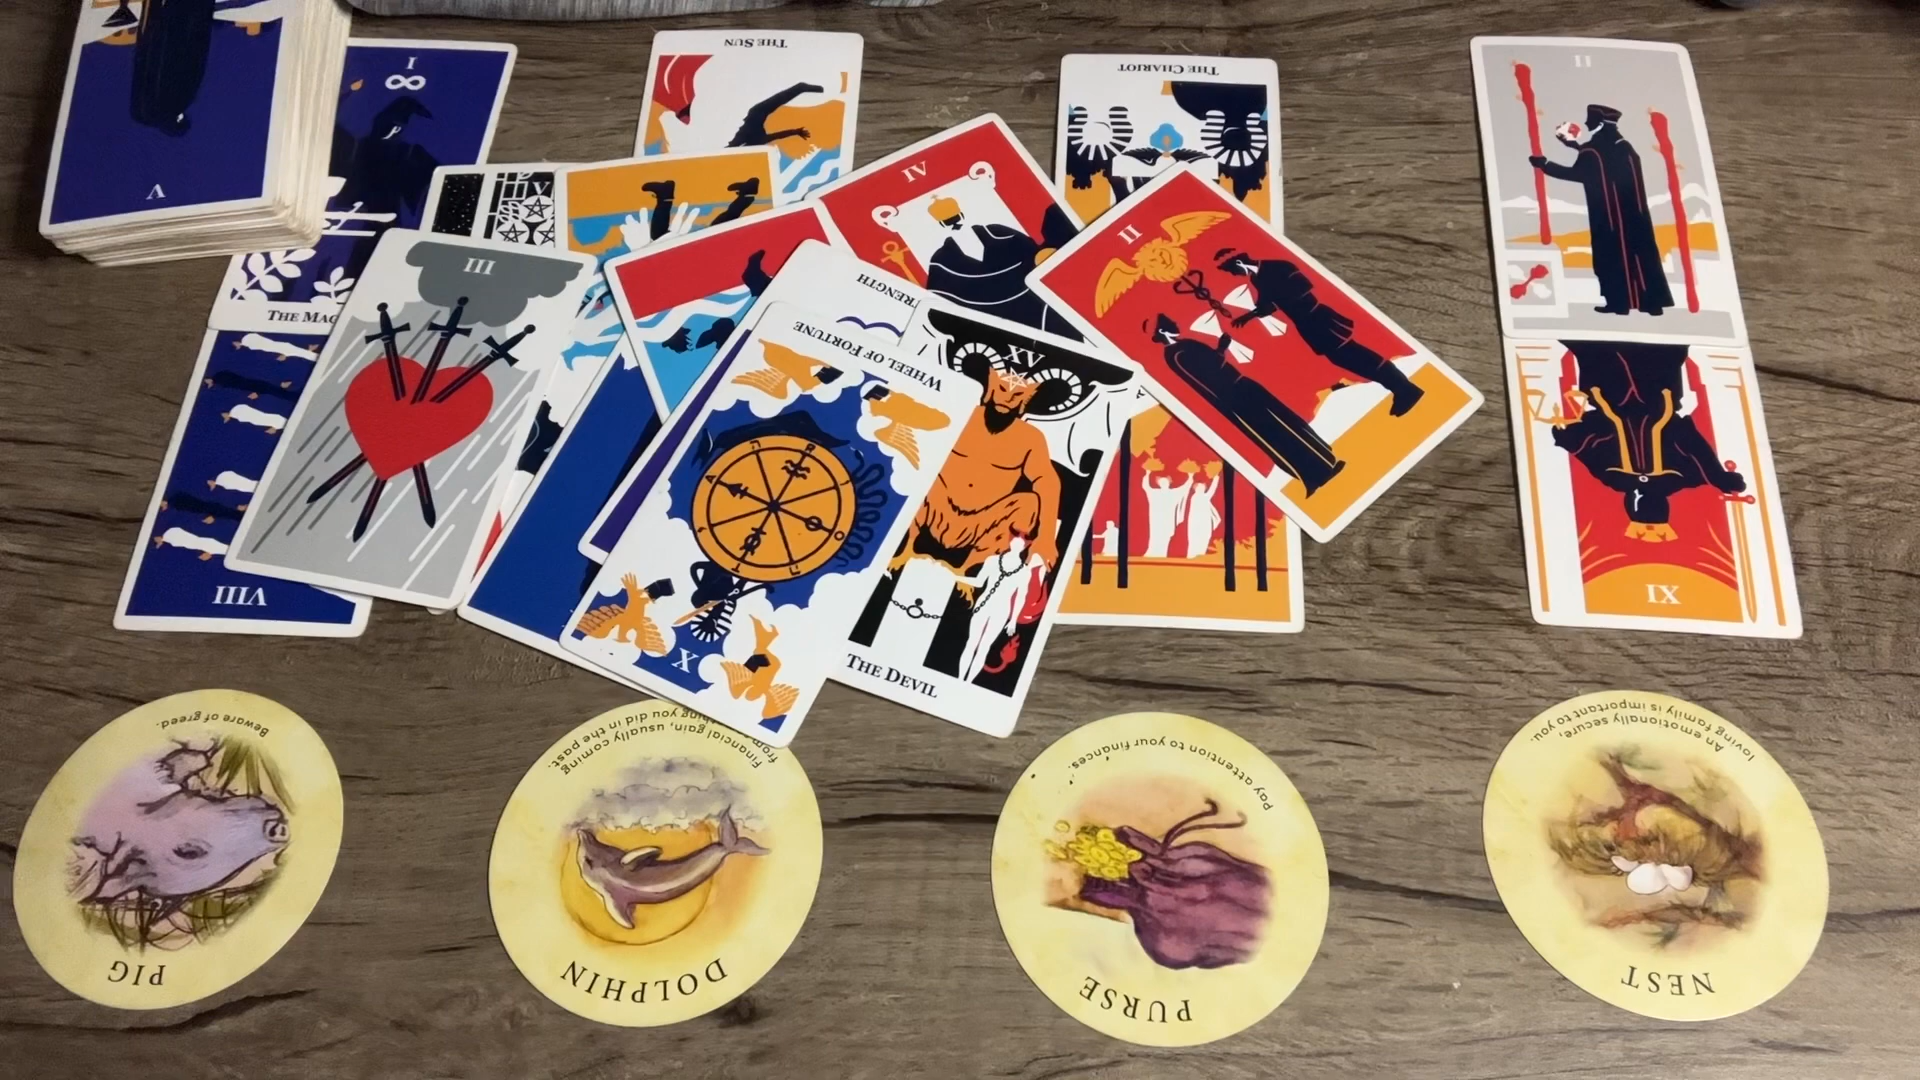 I
∞
THE SUN
THE CHARIOT
II
V
THE MAG
V
IV
II
III
RENGTH
WHEEL OF FORTUNE
XV
VIII
X
THE DEVIL
XI
Beware of greed.
PIG
Financial gain, usually coming
from
thing you did in the past.
DOLPHIN
Pay attention to your finances.
PURSE
An emotionally secure,
loving family is important to you.
NEST